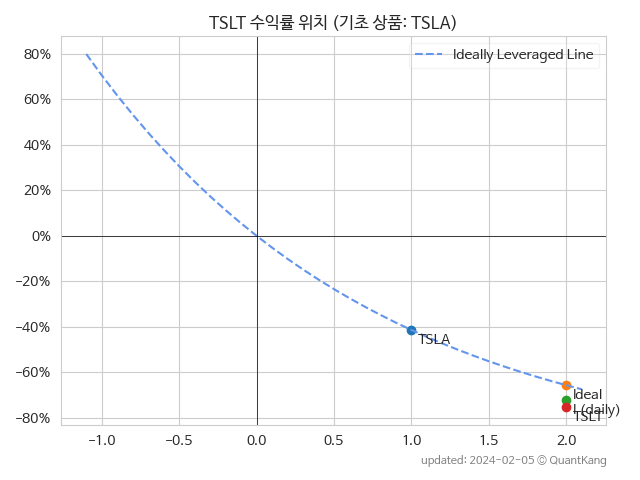 TSLT 수익률 위치 (기초 상품: TSLA)
Ideally Leveraged Line
80%
60%
40%
20%
0%
−20%
−40%
−60%
−80%
TSLA
Ideal
(daily)
TSLT
−1.0
−0.5
0.0
0.5
1.0
1.5
2.0
updated: 2024-02-05 © QuantKang